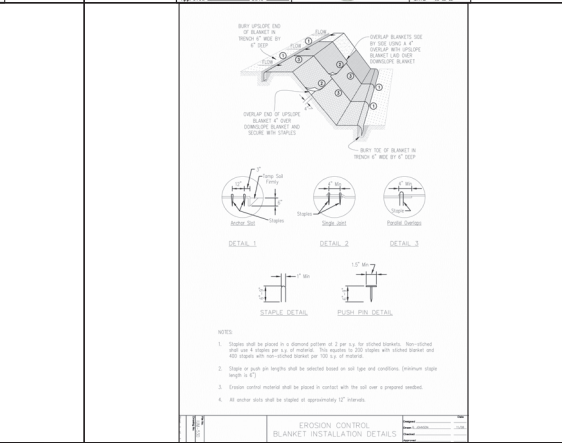 BURY UPSLOPE END
OF BLANKET IN
TRENCH 6" WIDE BY
6" DEEP
FLOW
FLOW
OVERLAP BLANKETS SIDE
BY SIDE USING A 4"
OVERLAP WITH UPSLOPE
BLANKET LAID OVER
DOWNSLOPE BLANKET
OVERLAP END OF UPSLOPE
BLANKET 4" OVER
DOWNSLOPE BLANKET AND
SECURE WITH STAPLES
BURY TOE OF BLANKET IN
TRENCH 6" WIDE BY 6" DEEP
Tamp Soil
Firmly
Staples
Anchor Slot
DETAIL 1
4" Min
Staples
Single Joint
DETAIL 2
Min
Staple
Parallel Overlaps
DETAIL 3
1" Min
STAPLE DETAIL
1.5" Min
PUSH PIN DETAIL
NOTES:
1. Staples shall be placed in a diamond pattern at 2 per s.y. for stitched blankets. Non-stitched
shall use 4 staples per s.y. of material. This equates to 200 staples with stitched blanket and
400 staples with non-stitched blanket per 100 s.y. of material.
2. Staple or push pin lengths shall be selected based on soil type and conditions. (minimum staple
length is 6")
3. Erosion control material shall be placed in contact with the soil over a prepared seedbed.
4. All anchor slots shall be stapled at approximately 12" intervals.
EROSION CONTROL
BLANKET INSTALLATION DETAILS